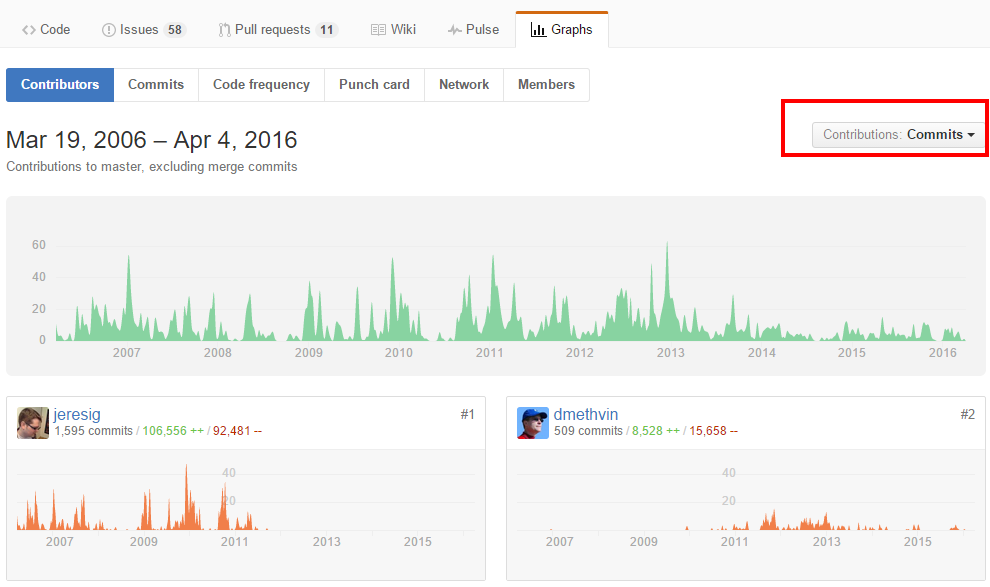 Code Issues 58 Pull requests 11 Wiki Pulse Graphs
Contributors Commits Code frequency Punch card Network Members
Mar 19, 2006 – Apr 4, 2016
Contributions: Commits
Contributions to master, excluding merge commits
60
40
20
0
2007 2008 2009 2010 2011 2012 2013 2014 2015 2016
jeresig #1
1,595 commits / 106,556 ++ / 92,481 --
40
20
2007 2009 2011 2013 2015
dmethvin #2
509 commits / 8,528 ++ / 15,658 --
40
20
2007 2009 2011 2013 2015